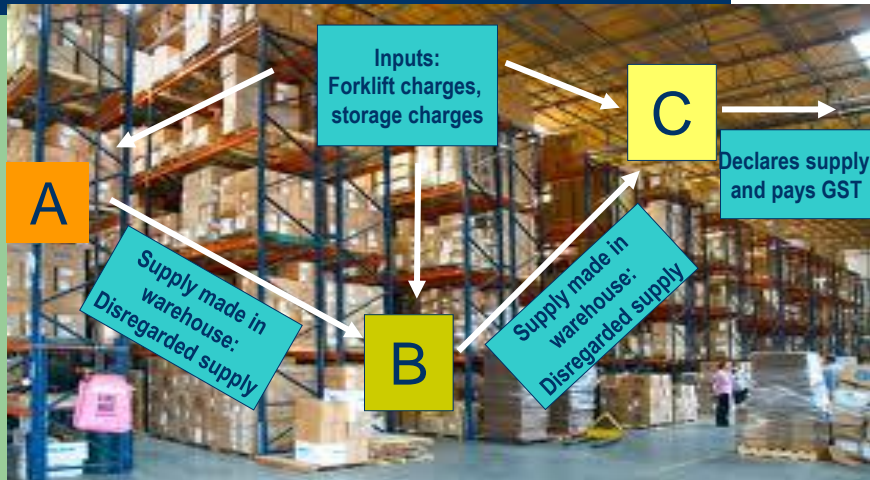 Inputs:
Forklift charges,
storage charges
C
Declares supply
and pays GST
A
Supply made in
warehouse:
Disregarded supply
B
Supply made in
warehouse:
Disregarded supply